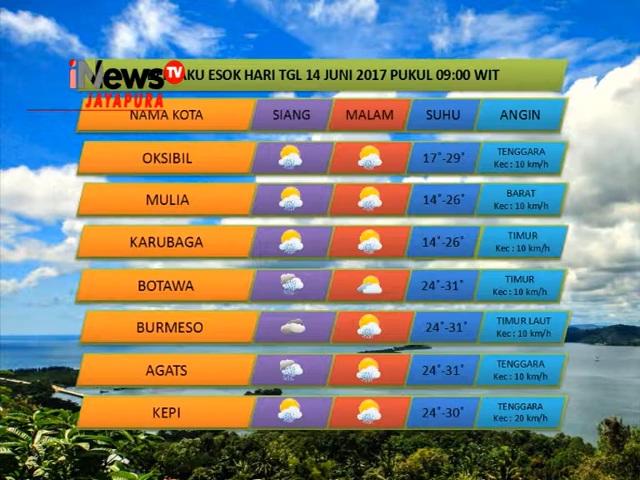 iNews TV
JAYAPURA
AKU ESOK HARI TGL 14 JUNI 2017 PUKUL 09:00 WIT
NAMA KOTA SIANG MALAM SUHU ANGIN
OKSIBIL 17°-29° TENGGARA
Kec : 10 km/h
MULIA 14°-26° BARAT
Kec : 10 km/h
KARUBAGA 14°-26° TIMUR
Kec : 10 km/h
BOTAWA 24°-31° TIMUR
Kec : 10 km/h
BURMESO 24°-31° TIMUR LAUT
Kec : 10 km/h
AGATS 24°-31° TENGGARA
Kec : 10 km/h
KEPI 24°-30° TENGGARA
Kec : 20 km/h